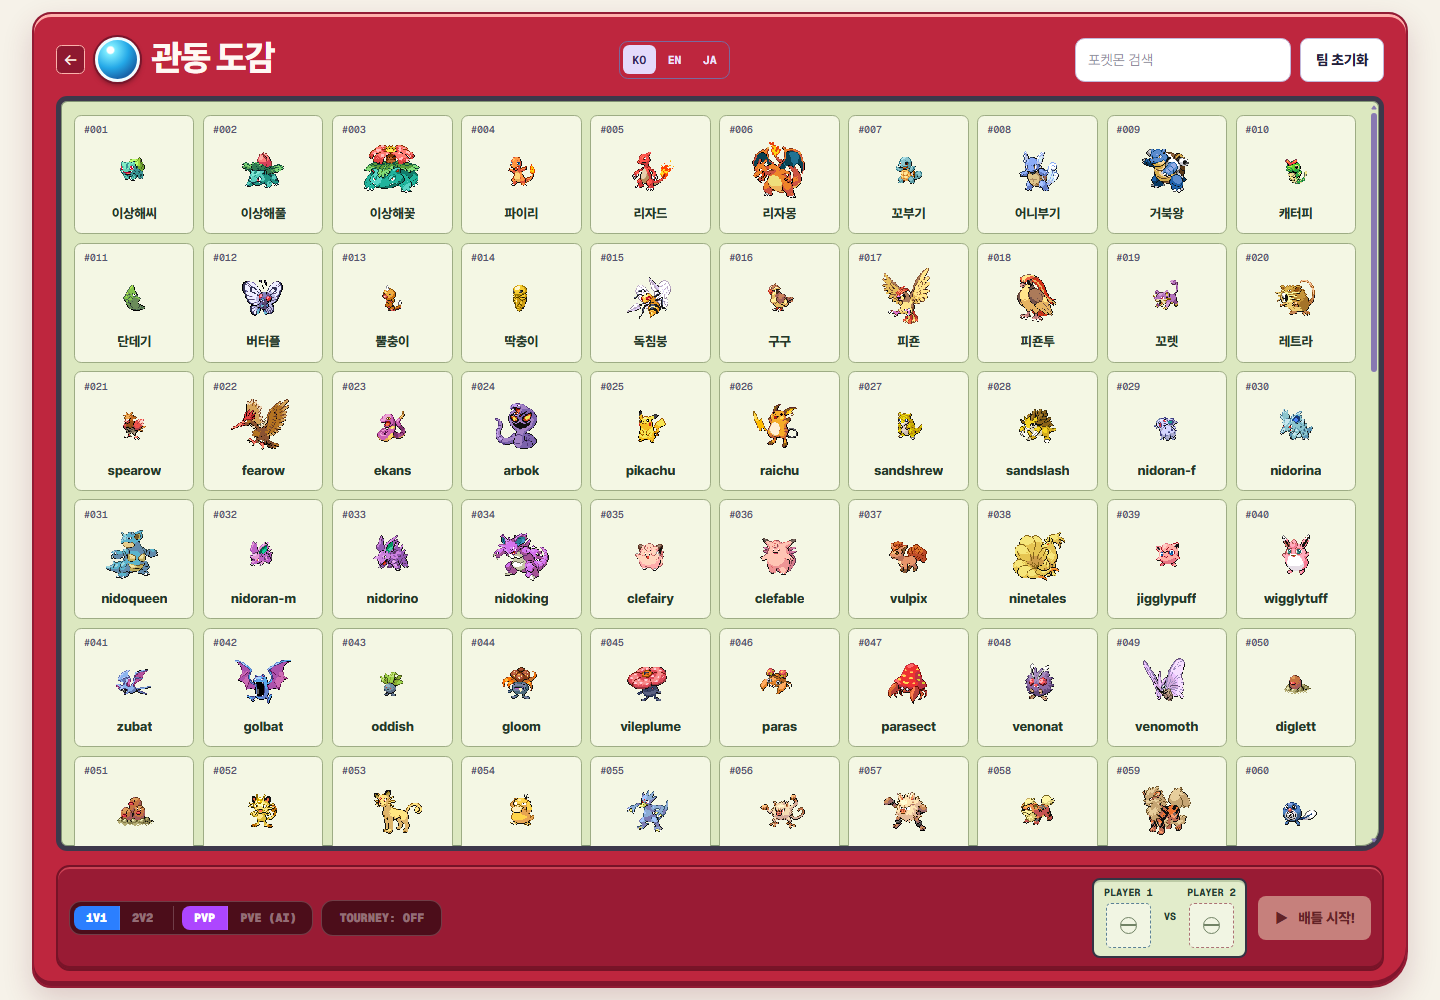 ← 관동 도감
KO EN JA
포켓몬 검색
팀 초기화
#001 #002 #003 #004 #005 #006 #007 #008 #009 #010
이상해씨 이상해풀 이상해꽃 파이리 리자드 리자몽 꼬부기 어니부기 거북왕 캐터피
#011 #012 #013 #014 #015 #016 #017 #018 #019 #020
단데기 버터플 뿔충이 딱충이 독침붕 구구 피죤 피죤투 꼬렛 레트라
#021 #022 #023 #024 #025 #026 #027 #028 #029 #030
spearow fearow ekans arbok pikachu raichu sandshrew sandslash nidoran-f nidorina
#031 #032 #033 #034 #035 #036 #037 #038 #039 #040
nidoqueen nidoran-m nidorino nidoking clefairy clefable vulpix ninetales jigglypuff wigglytuff
#041 #042 #043 #044 #045 #046 #047 #048 #049 #050
zubat golbat oddish gloom vileplume paras parasect venonat venomoth diglett
#051 #052 #053 #054 #055 #056 #057 #058 #059 #060
1V1 2V2 PVP PVE (AI) TOURNEY: OFF
PLAYER 1 VS PLAYER 2
▶ 배틀 시작!